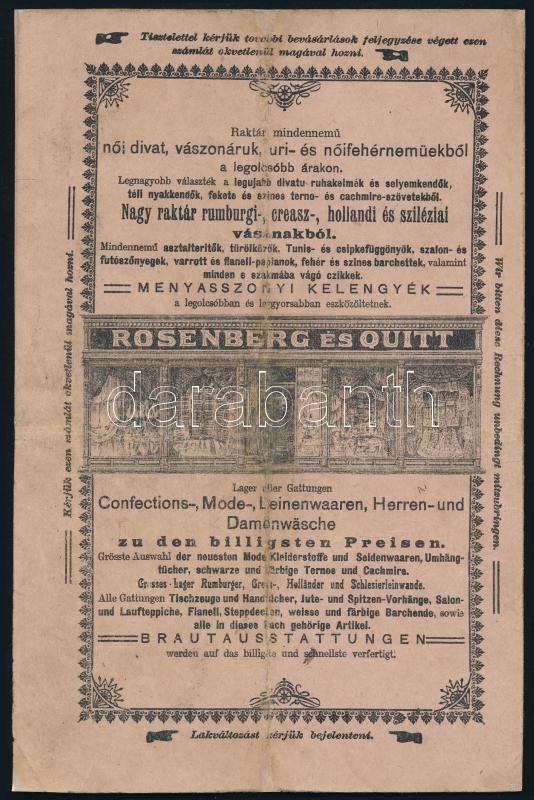 Tisztelettel kérjük további bevásárlások feljegyzése végett ezen
számlát okvetlenül magával hozni.
Raktár mindennemű
női divat, vászonáruk, uri- és nőifehérneműekből
a legolcsóbb árakon.
Legnagyobb választék a legujabb divatu ruhakelmék és selyemkendők,
téli nyakkendők, fekete és szines terno- és cachmire-szövetekből.
Nagy raktár rumburgi-, creasz-, hollandi és sziléziai
vásznakból.
Mindennemű asztalteritők, türölközők, Tunis- és csipkefüggönyök, szalon- és
futószőnyegek, varrott és flanell-paplanok, fehér és szines barchettek, valamint
minden e szakmába vágó czikkek.
MENYASSZONYI KELENGYÉK
a legolcsóbban és leggyorsabban eszközöltetnek.
Kérjük ezen számlát okvetlenül magával hozni.
Wir bitten diese Rechnung unbedingt mitzubringen.
ROSENBERG ÉS QUITT
darabanth
Lager aller Gattungen
Confections-, Mode-, Leinenwaaren, Herren- und
Damenwäsche
zu den billigsten Preisen.
Grösste Auswahl der neuesten Mode Kleiderstoffe und Seidenwaaren, Umhäng-
tücher, schwarze und färbige Ternos und Cachmire.
Grosses Lager Rumburger, Holländer und Schlesierleinwande.
Alle Gattungen Tischzeuge und Handtücher, Jute- und Spitzen-Vorhänge, Salon-
und Laufteppiche, Flanell, Steppdecken, weisse und färbige Barchende, sowie
alle in dieses Fach gehörige Artikel.
BRAUTAUSSTATTUNGEN
werden auf das billigste und schnellste verfertigt.
Lakváltozást kérjük bejelenteni.